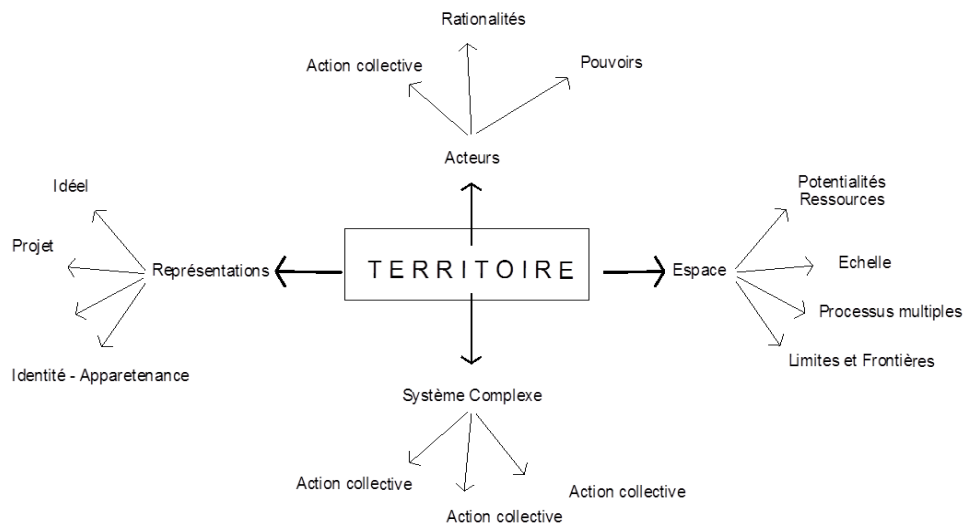 Rationalités
Action collective
Pouvoirs
Acteurs
Idéel
Potentialités
Ressources
Projet
Représentations
TERRITOIRE
Espace
Echelle
Processus multiples
Identité - Apparetenance
Limites et Frontières
Système Complexe
Action collective
Action collective
Action collective